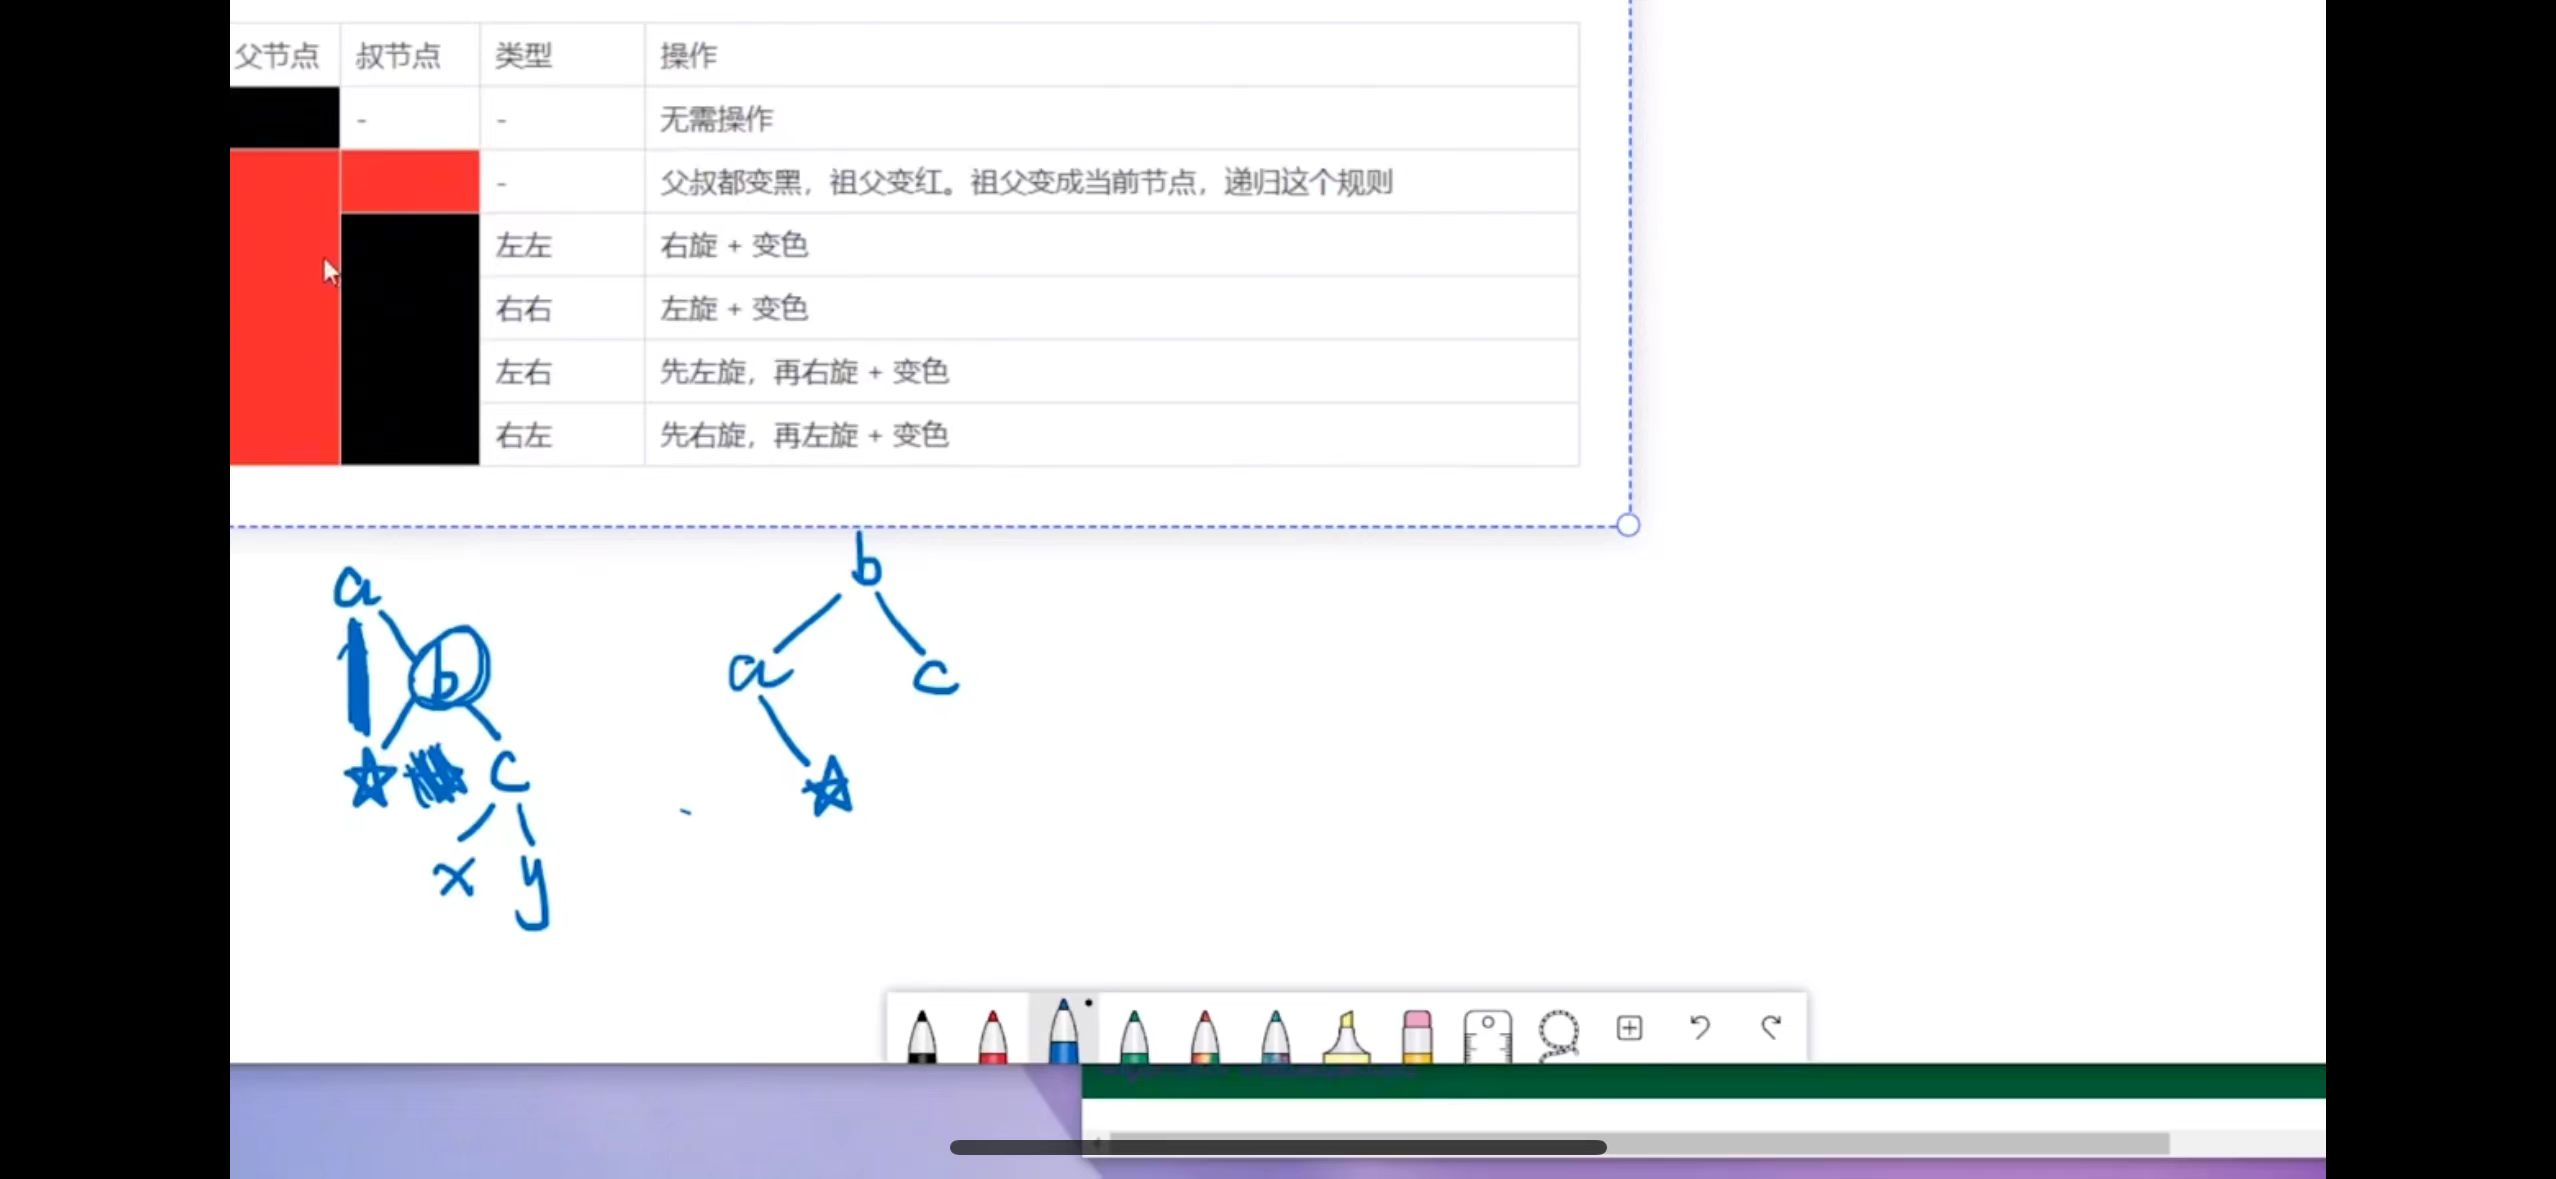 父节点 叔节点 类型 操作
- - 无需操作
- 父叔都变黑，祖父变红。祖父变成当前节点，递归这个规则
左左 右旋 + 变色
右右 左旋 + 变色
左右 先左旋，再右旋 + 变色
右左 先右旋，再左旋 + 变色
a
b
c
x y
b
a c